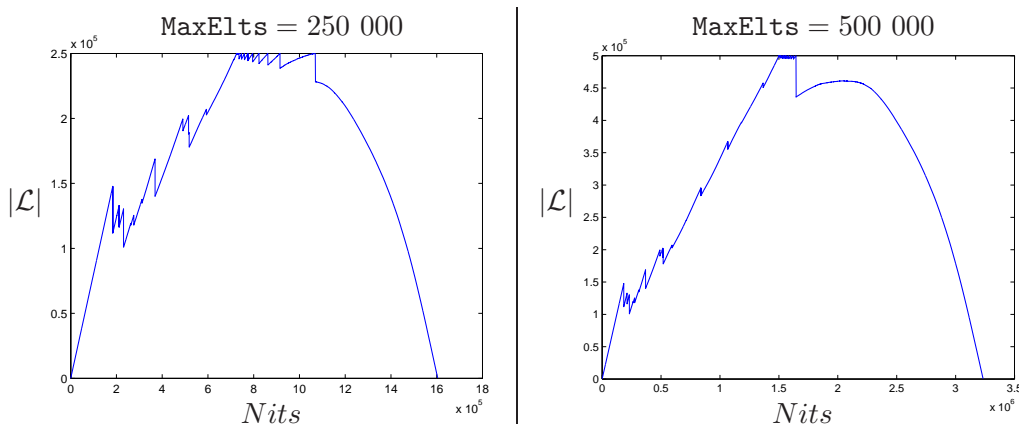 MaxElts = 250 000
x 10^5
2.5
2
1.5
1
0.5
0
|ℒ|
0 2 4 6 8 10 12 14 16 18
x 10^5
Nits
MaxElts = 500 000
x 10^5
5
4.5
4
3.5
3
2.5
2
1.5
1
0.5
0
|ℒ|
0 0.5 1 1.5 2 2.5 3 3.5
x 10^6
Nits